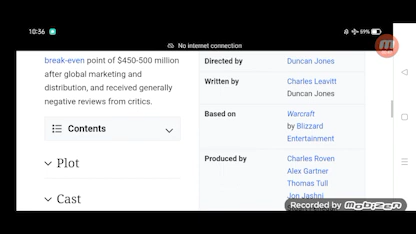 10:36
59%
No internet connection
break-even point of $450-500 million
after global marketing and
distribution, and received generally
negative reviews from critics.
Contents
Plot
Cast
Directed by
Duncan Jones
Written by
Charles Leavitt
Duncan Jones
Based on
Warcraft
by Blizzard
Entertainment
Produced by
Charles Roven
Alex Gartner
Thomas Tull
Jon Jashni
Recorded by
Mobizen